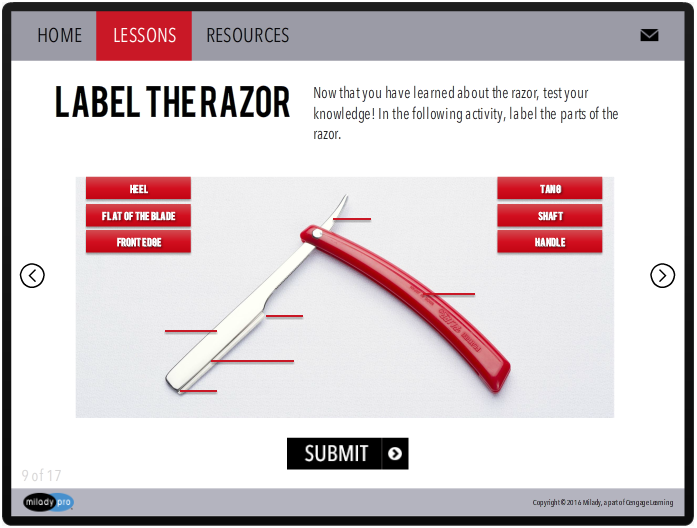 HOME LESSONS RESOURCES
LABEL THE RAZOR
Now that you have learned about the razor, test your
knowledge! In the following activity, label the parts of the
razor.
HEEL
FLAT OF THE BLADE
FRONT EDGE
TANG
SHAFT
HANDLE
SUBMIT
9 of 17
milady pro
Copyright © 2016 Milady, a part of Cengage Learning